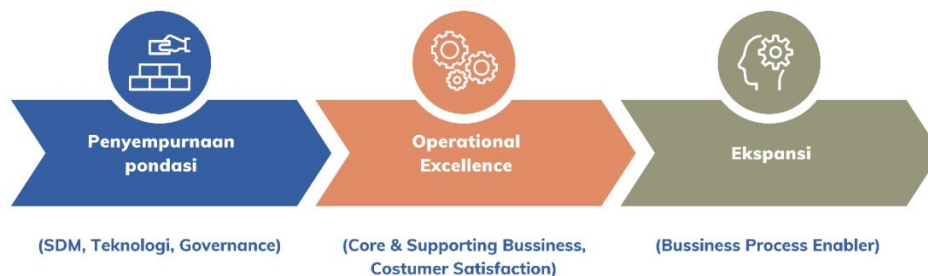 Penyempurnaan
pondasi
Operational
Excellence
Ekspansi
(SDM, Teknologi, Governance)
(Core & Supporting Bussiness,
Costumer Satisfaction)
(Bussiness Process Enabler)